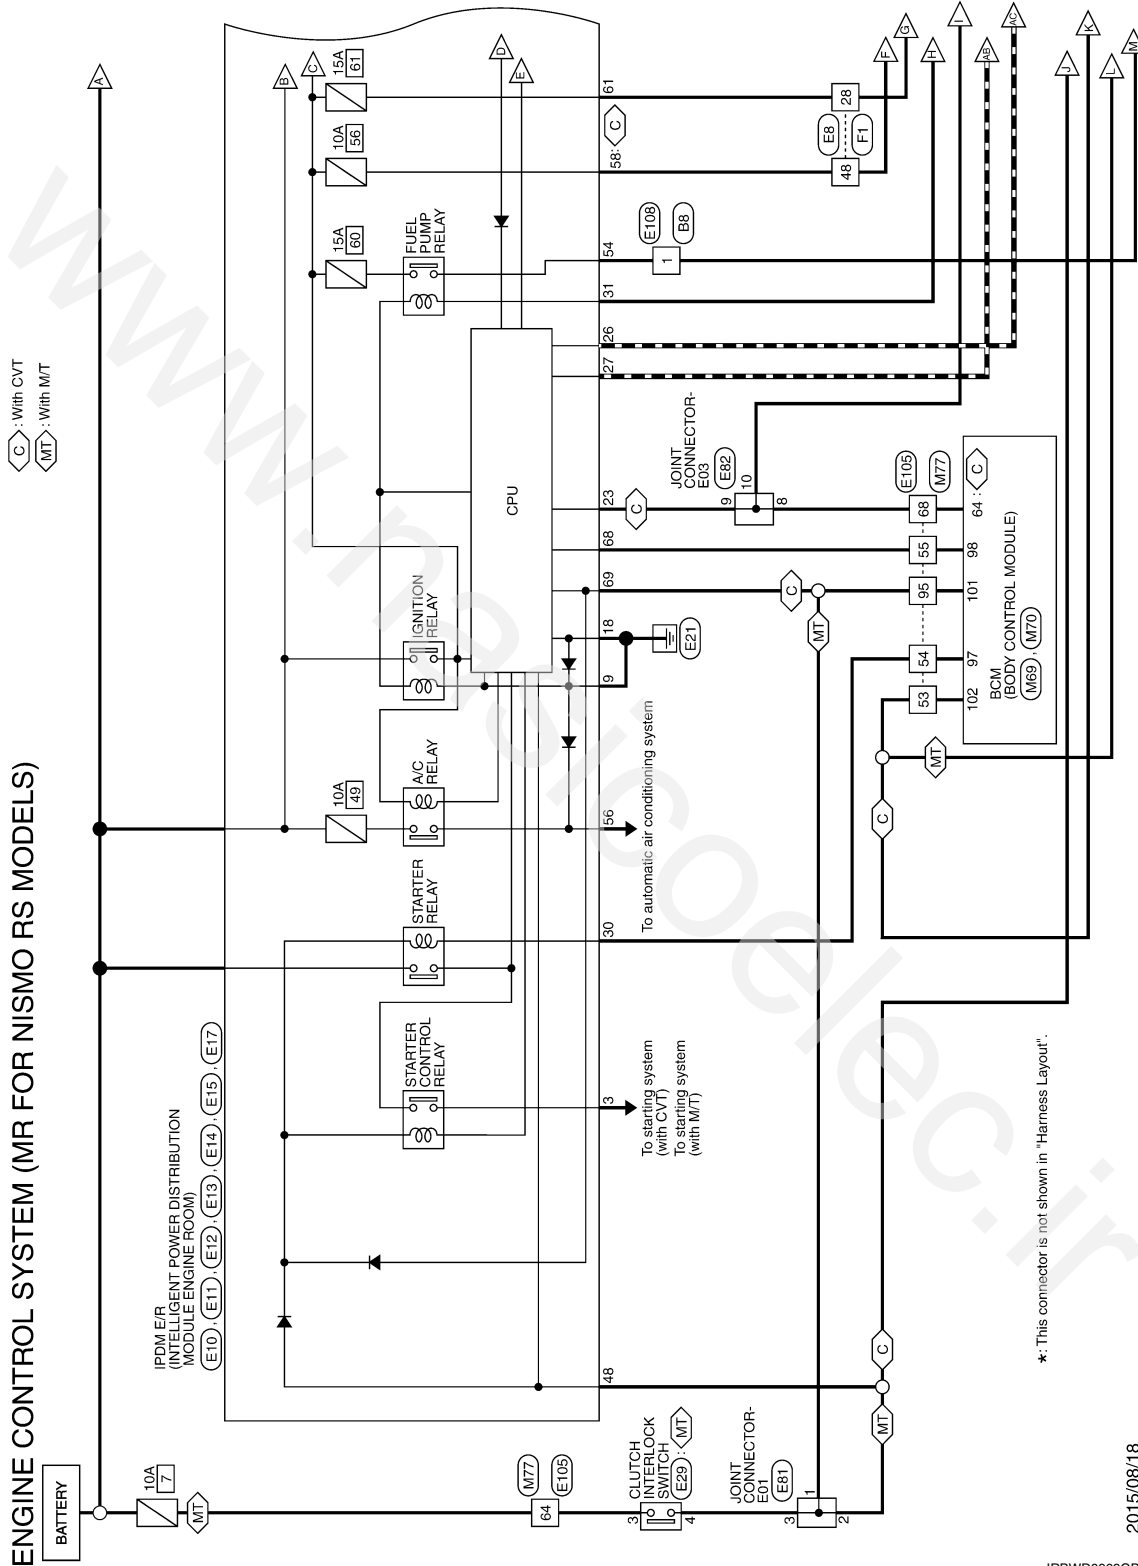 ENGINE CONTROL SYSTEM (MR FOR NISMO RS MODELS)
C : With CVT
MT : With M/T
BATTERY
A
10A
7
MT
IPDM E/R
(INTELLIGENT POWER DISTRIBUTION
MODULE ENGINE ROOM)
E10 , E11 , E12 , E13 , E14 , E15 , E17
STARTER
CONTROL
RELAY
STARTER
RELAY
10A
49
A/C
RELAY
IGNITION
RELAY
15A
60
FUEL
PUMP
RELAY
10A
56
15A
61
B
C
D
E
CPU
48
3
30
56
9
18
69
68
23
27
26
31
54
58: C
61
To starting system
(with CVT)
To starting system
(with M/T)
To automatic air conditioning system
E21
M77
E105
64
CLUTCH
INTERLOCK
SWITCH
E29 : MT
3
4
JOINT
CONNECTOR-
E01
E81
3
1
2
MT
C
C
MT
MT
C
C
JOINT
CONNECTOR-
E03
E82
9
10
8
E105
M77
53
54
95
55
68
102
97
101
98
64 : C
BCM
(BODY CONTROL MODULE)
M69 , M70
E108
B8
1
E8
F1
48
28
F
G
H
I
AB
AC
J
K
L
M
*: This connector is not shown in "Harness Layout".
2015/08/18
www.nasicoelec.ir